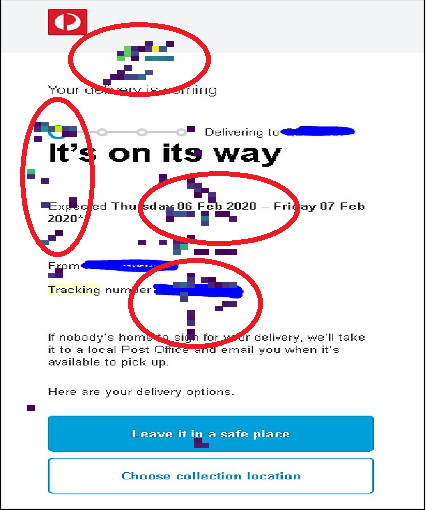 Your delivery is coming
Delivering to
It's on its way
Expected Thursday 06 Feb 2020 – Friday 07 Feb
2020*
From
Tracking number
If nobody's home to sign for your delivery, we'll take
it to a local Post Office and email you when it's
available to pick up.
Here are your delivery options.
Leave it in a safe place
Choose collection location